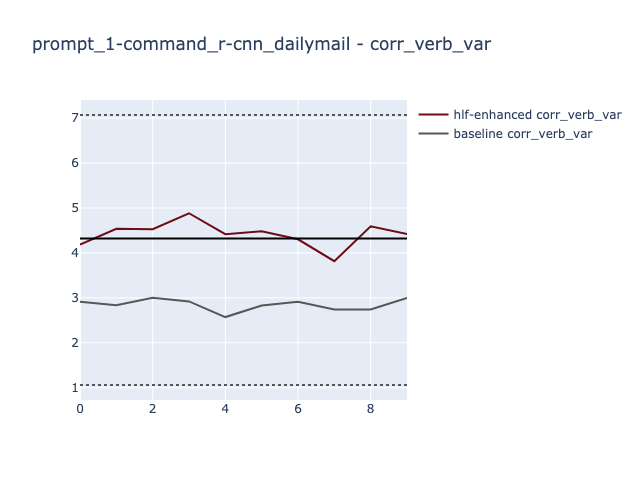 prompt_1-command_r-cnn_dailymail - corr_verb_var
hlf-enhanced corr_verb_var
baseline corr_verb_var
7
6
5
4
3
2
1
0 2 4 6 8